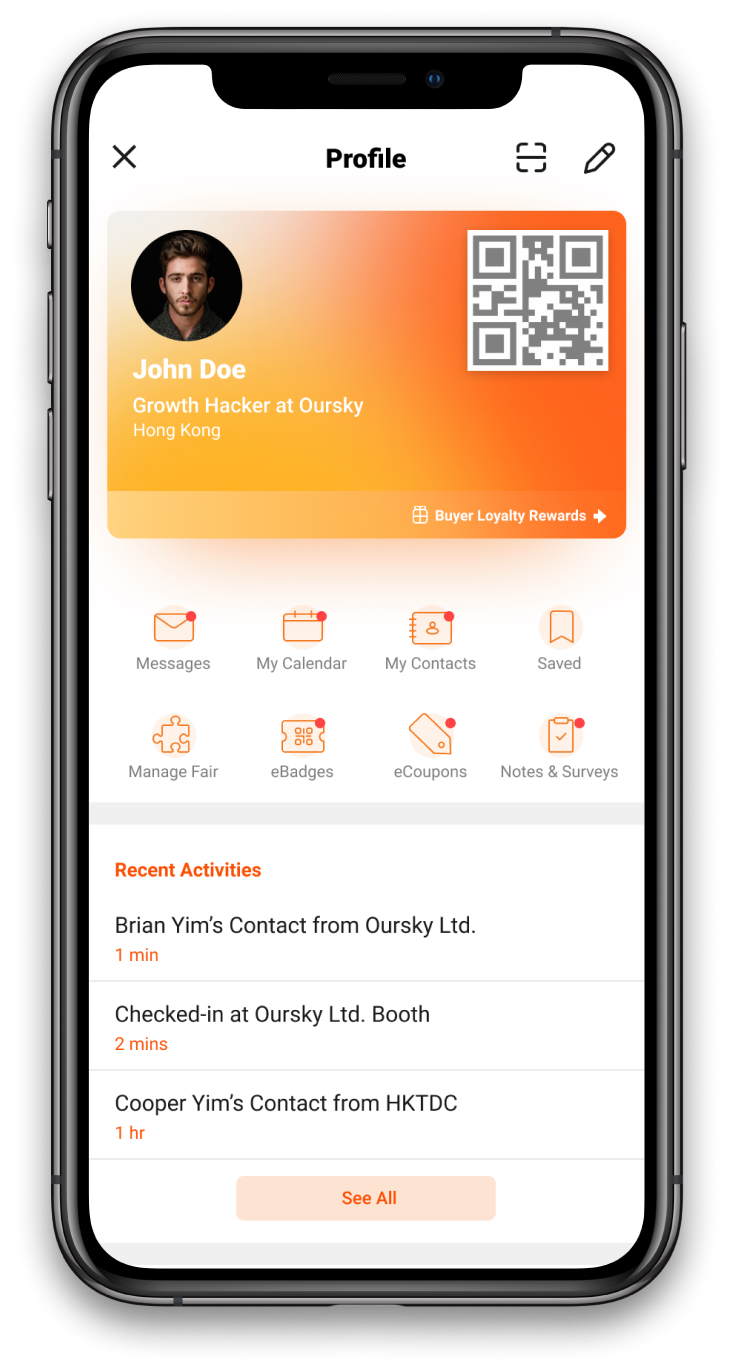 Profile
John Doe
Growth Hacker at Oursky
Hong Kong
Buyer Loyalty Rewards
Messages
My Calendar
My Contacts
Saved
Manage Fair
eBadges
eCoupons
Notes & Surveys
Recent Activities
Brian Yim’s Contact from Oursky Ltd.
1 min
Checked-in at Oursky Ltd. Booth
2 mins
Cooper Yim’s Contact from HKTDC
1 hr
See All